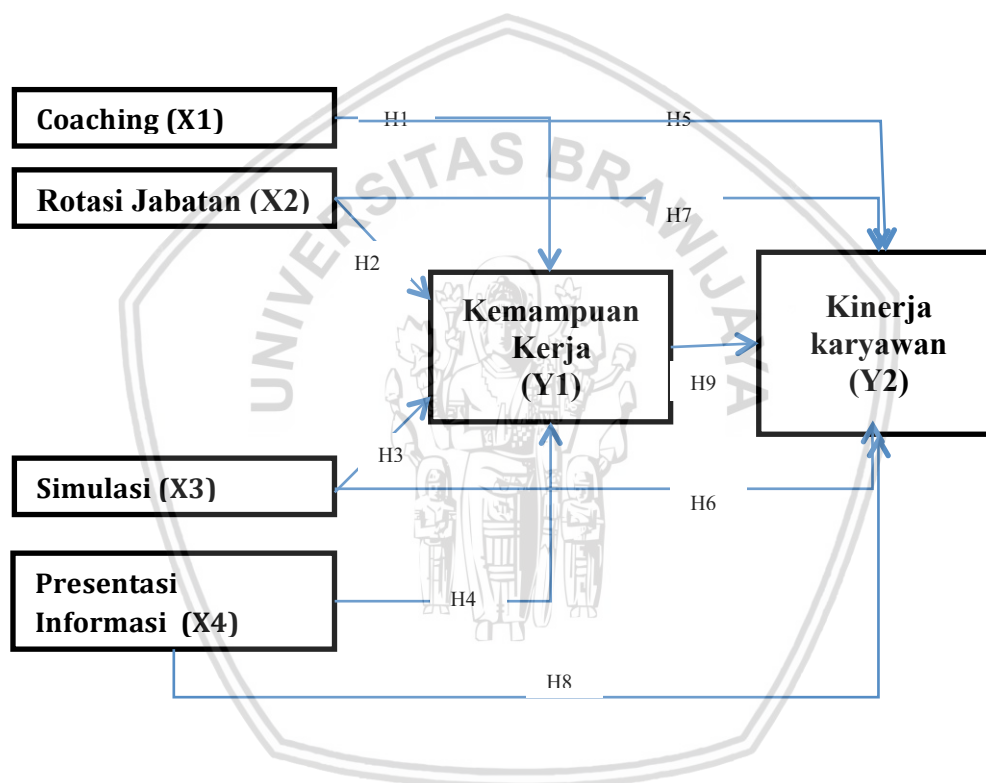 Coaching (X1)
H1
H5
UNIVERSITAS BRAWIJAYA
Rotasi Jabatan (X2)
H7
H2
Kemampuan
Kerja
(Y1)
Kinerja
karyawan
(Y2)
H9
H3
Simulasi (X3)
H6
Presentasi
Informasi (X4)
H4
H8